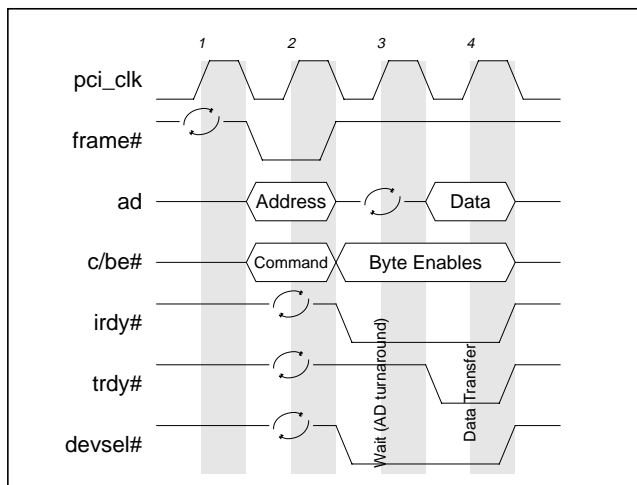 1 2 3 4
pci_clk
frame#
ad Address Data
c/be# Command Byte Enables
irdy#
trdy#
devsel#
Wait (AD turnaround)
Data Transfer